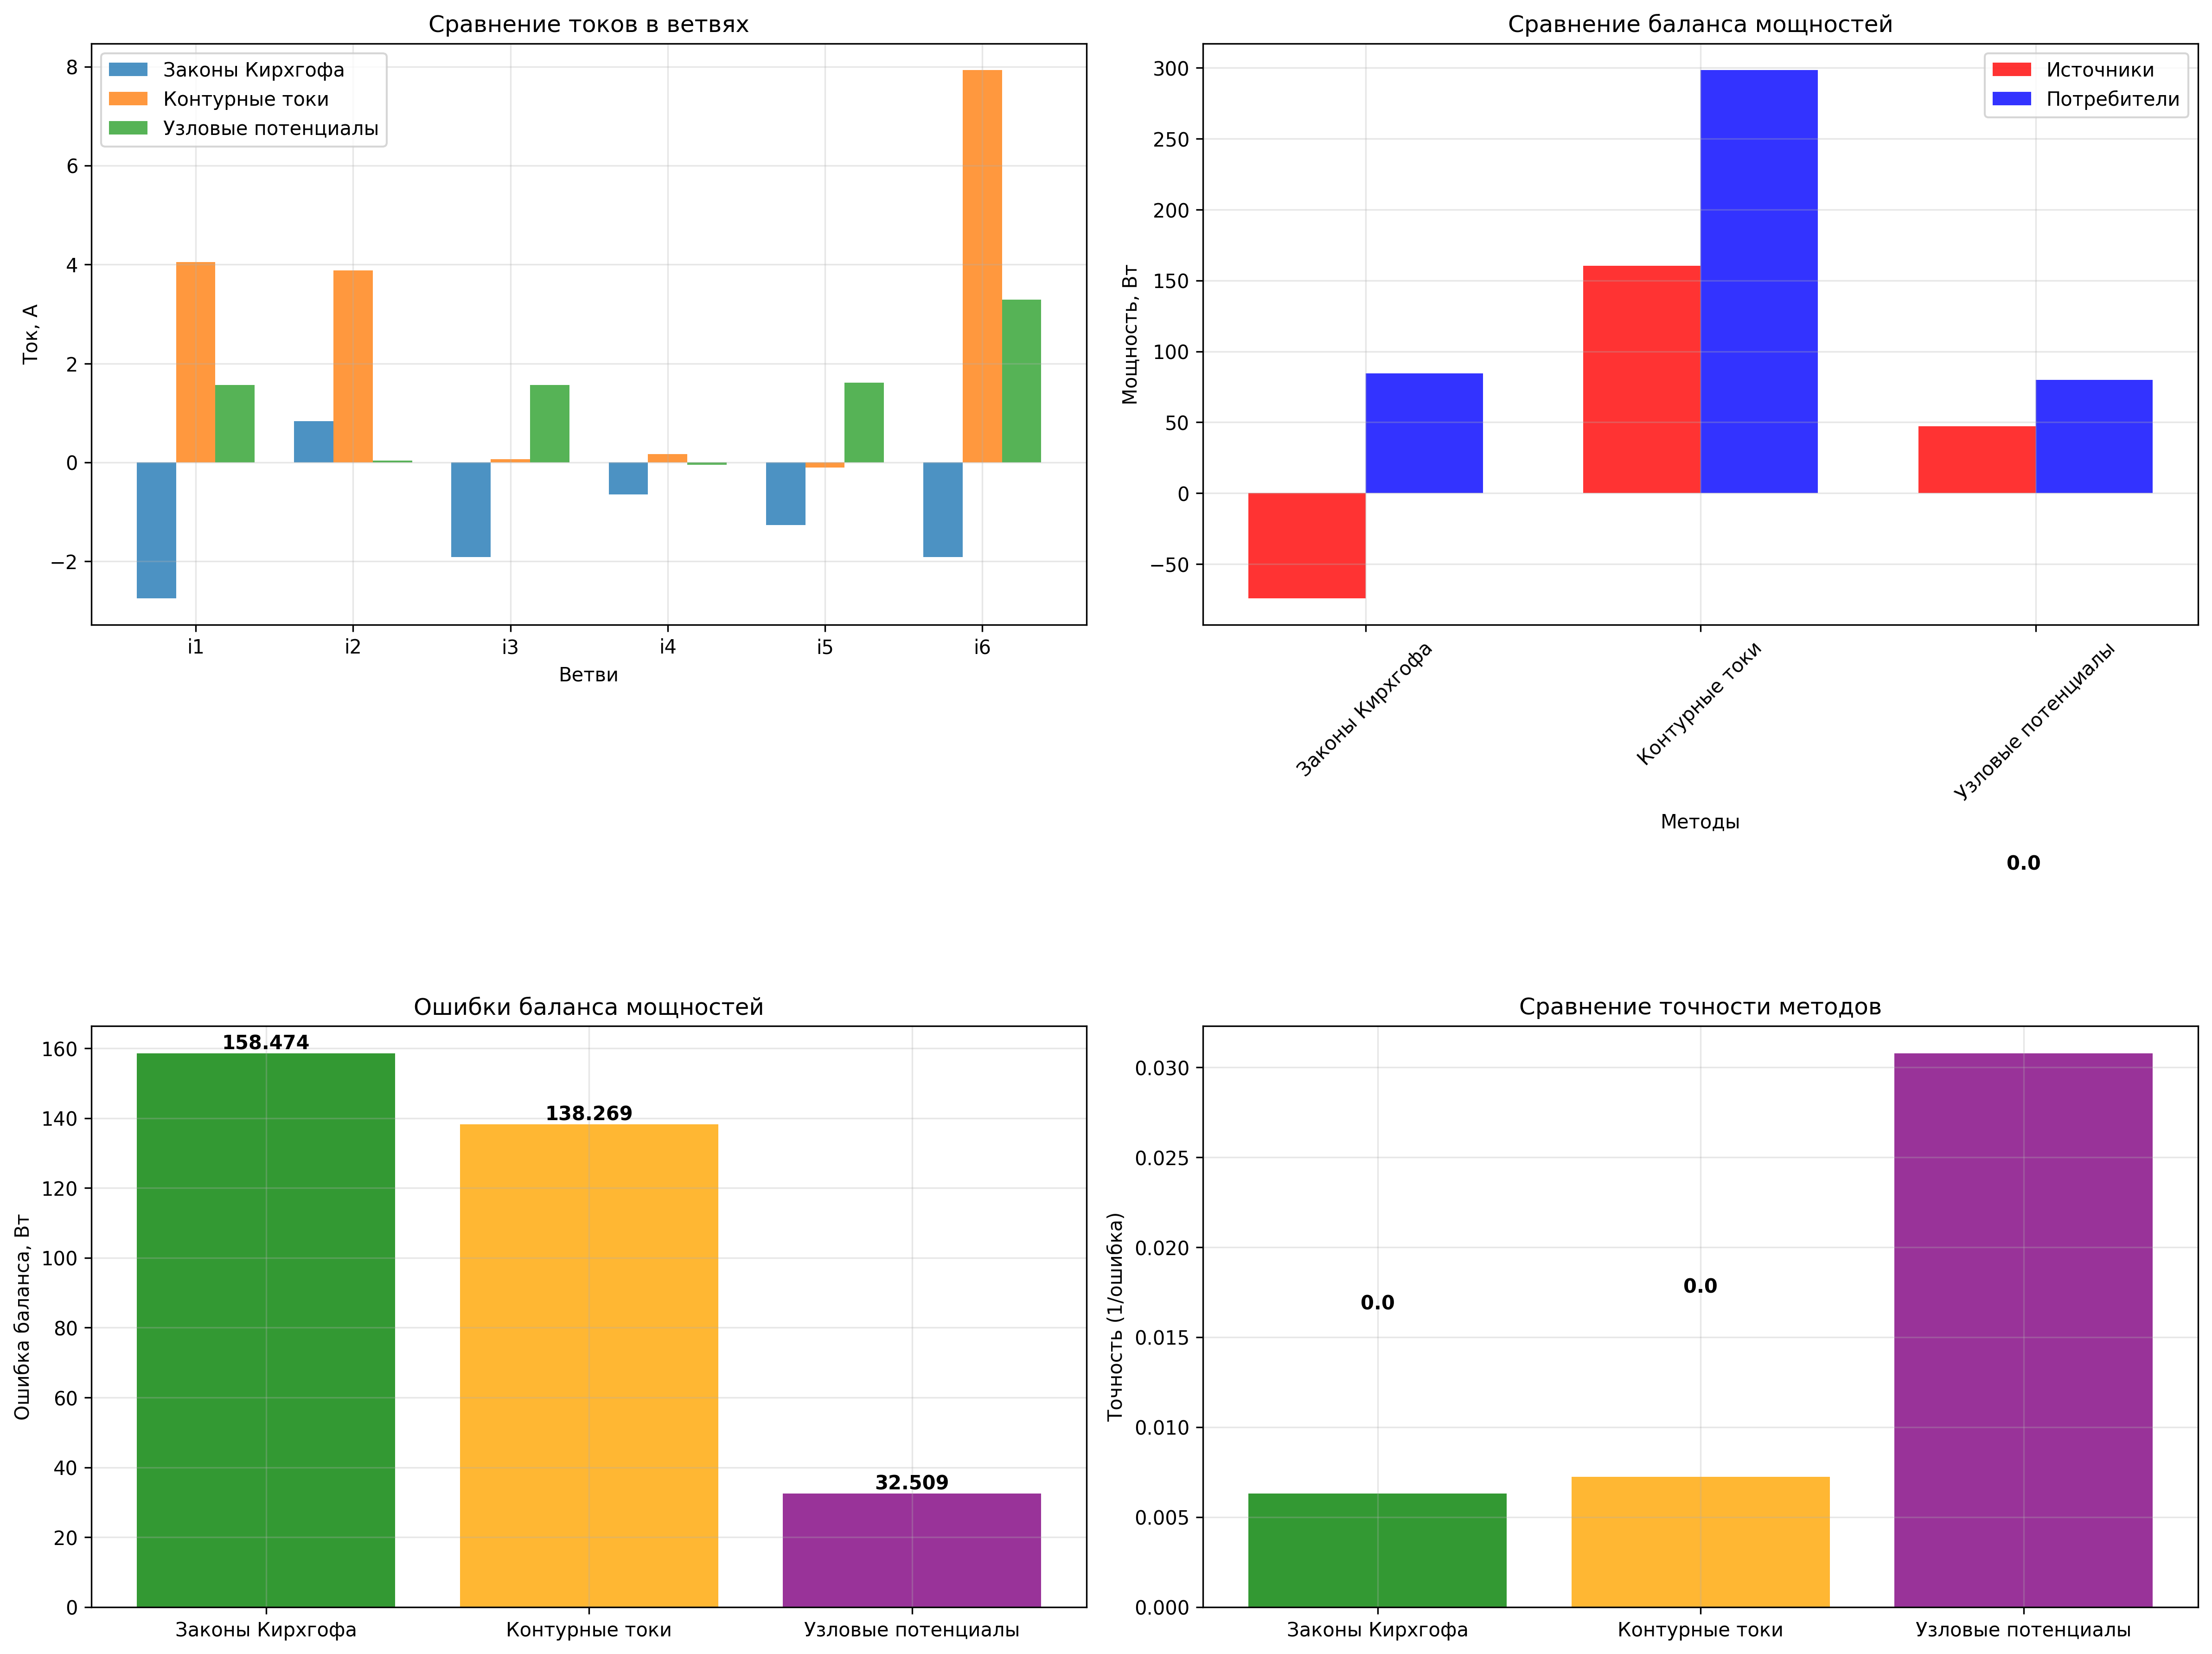 Сравнение токов в ветвях
Законы Кирхгофа
Контурные токи
Узловые потенциалы
8
6
4
2
0
−2
Ток, А
i1
i2
i3
i4
i5
i6
Ветви
Сравнение баланса мощностей
Источники
Потребители
300
250
200
150
100
50
0
−50
Мощность, Вт
Законы Кирхгофа
Контурные токи
Узловые потенциалы
Методы
Ошибки баланса мощностей
160
140
120
100
80
60
40
20
0
Ошибка баланса, Вт
158.474
138.269
32.509
Законы Кирхгофа
Контурные токи
Узловые потенциалы
0.0
Сравнение точности методов
0.030
0.025
0.020
0.015
0.010
0.005
0.000
Точность (1/ошибка)
0.0
0.0
Законы Кирхгофа
Контурные токи
Узловые потенциалы